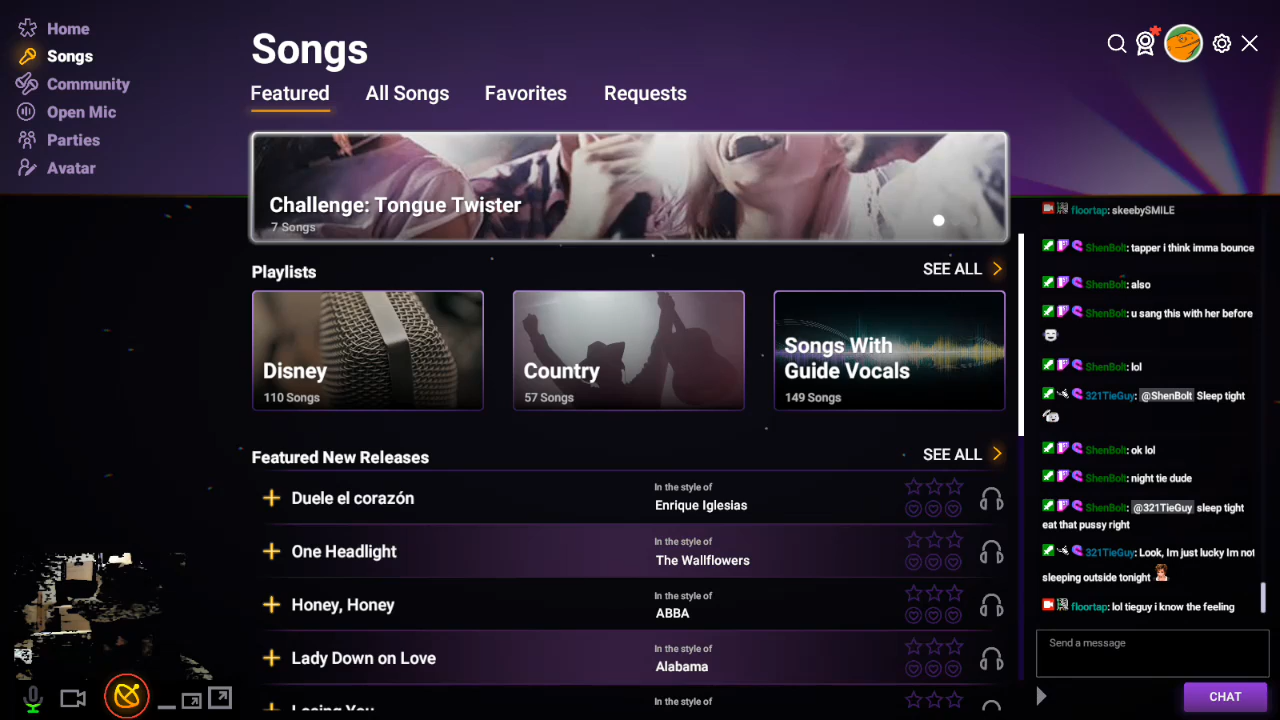 Home
Songs
Community
Open Mic
Parties
Avatar
Songs
Featured
All Songs
Favorites
Requests
Challenge: Tongue Twister
7 Songs
Playlists
SEE ALL
Disney
110 Songs
Country
57 Songs
Songs With
Guide Vocals
149 Songs
Featured New Releases
SEE ALL
Duele el corazón
In the style of
Enrique Iglesias
One Headlight
In the style of
The Wallflowers
Honey, Honey
In the style of
ABBA
Lady Down on Love
In the style of
Alabama
In the style of
floortap: skeebySMILE
ShenBolt: tapper i think imma bounce
ShenBolt: also
ShenBolt: u sang this with her before
ShenBolt: lol
321TieGuy: @ShenBolt Sleep tight
ShenBolt: ok lol
ShenBolt: night tie dude
ShenBolt: @321TieGuy sleep tight
eat that pussy right
321TieGuy: Look, Im just lucky Im not
sleeping outside tonight
floortap: lol tieguy i know the feeling
Send a message
CHAT